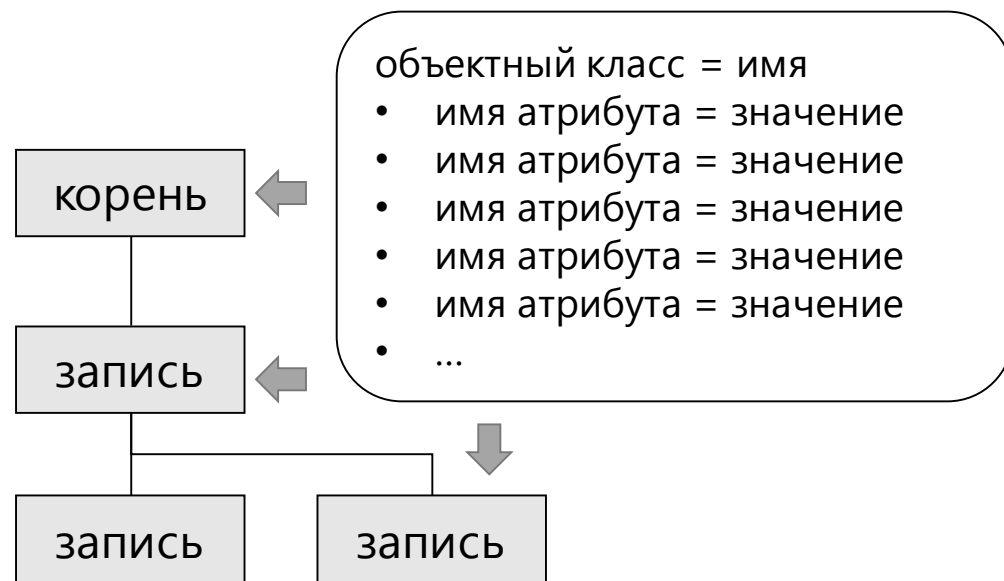 объектный класс = имя
• имя атрибута = значение
• имя атрибута = значение
• имя атрибута = значение
• имя атрибута = значение
• имя атрибута = значение
• ...
корень
запись
запись
запись